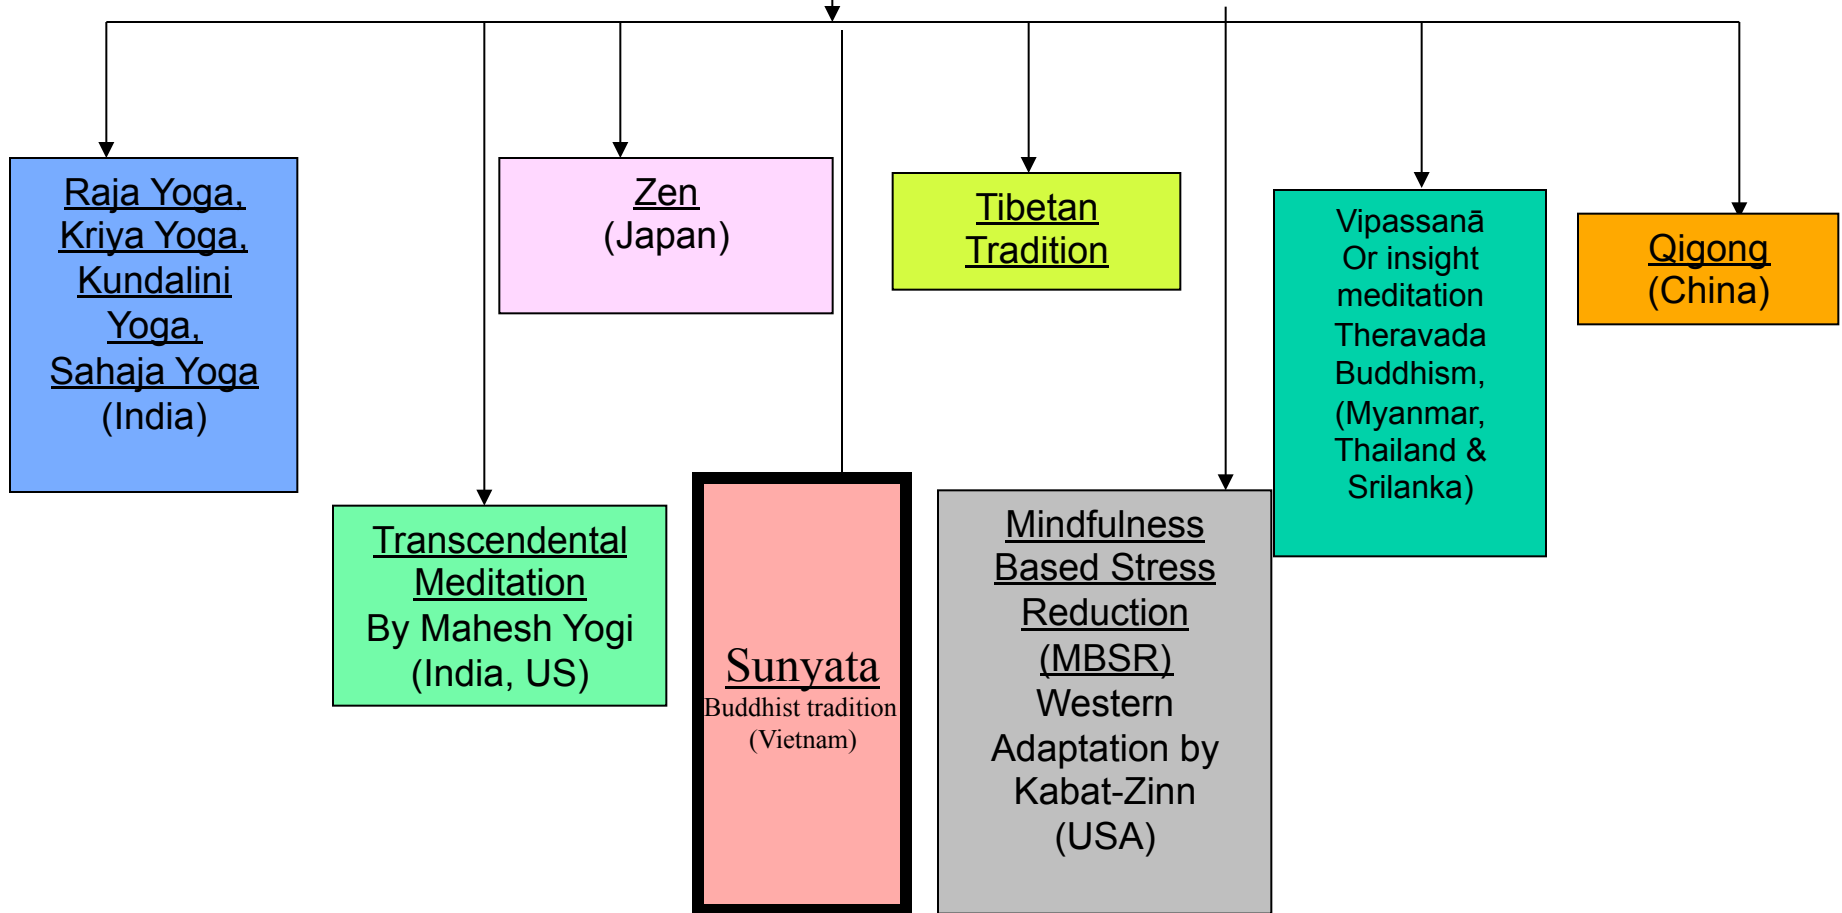 Raja Yoga,
Kriya Yoga,
Kundalini
Yoga,
Sahaja Yoga
(India)
Transcendental
Meditation
By Mahesh Yogi
(India, US)
Zen
(Japan)
Sunyata
Buddhist tradition
(Vietnam)
Tibetan
Tradition
Mindfulness
Based Stress
Reduction
(MBSR)
Western
Adaptation by
Kabat-Zinn
(USA)
Vipassanā
Or insight
meditation
Theravada
Buddhism,
(Myanmar,
Thailand &
Srilanka)
Qigong
(China)